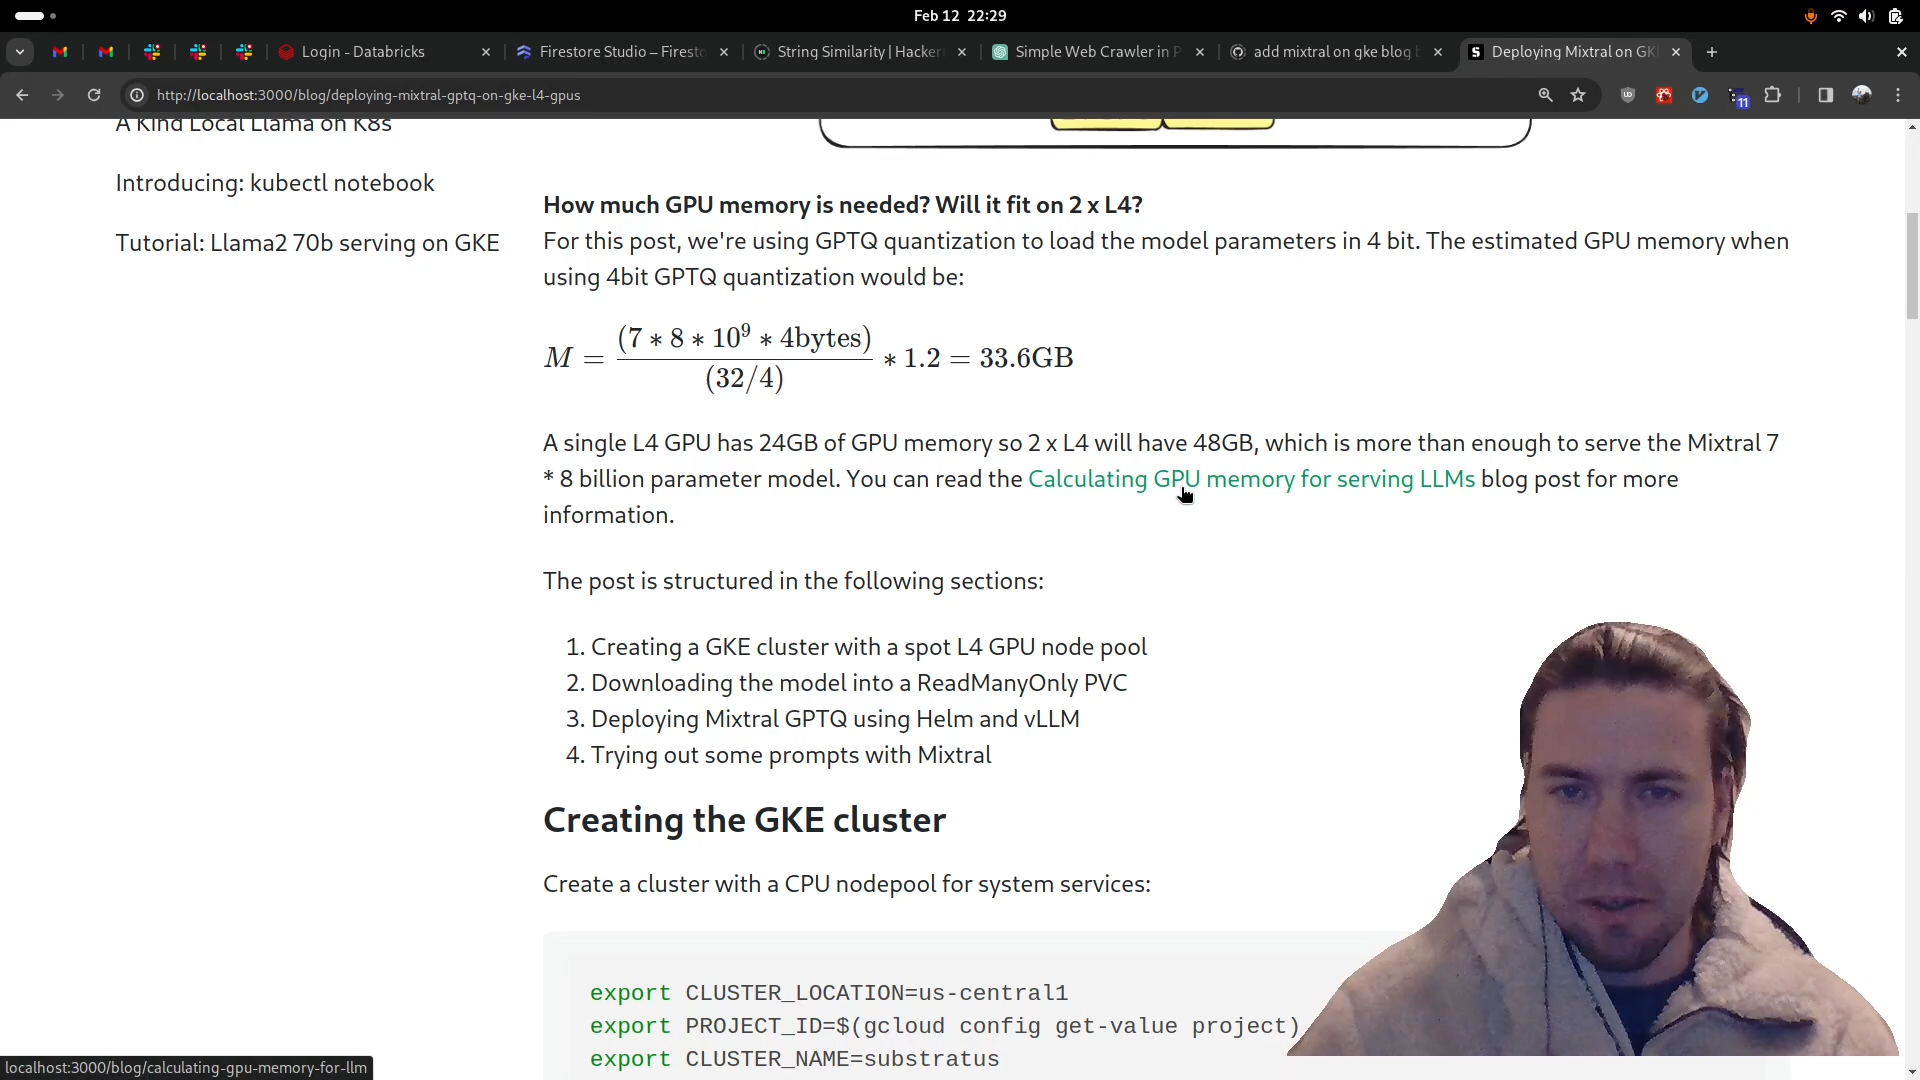 Feb 12 22:29
Login - Databricks
Firestore Studio – Firesto
String Similarity | Hacker
Simple Web Crawler in P
add mixtral on gke blog
Deploying Mixtral on GK
http://localhost:3000/blog/deploying-mixtral-gptq-on-gke-l4-gpus
11
A Kind Local Llama on K8s
Introducing: kubectl notebook
Tutorial: Llama2 70b serving on GKE
How much GPU memory is needed? Will it fit on 2 x L4?
For this post, we're using GPTQ quantization to load the model parameters in 4 bit. The estimated GPU memory when
using 4bit GPTQ quantization would be:
M = (7 * 8 * 10⁹ * 4bytes) / (32/4) * 1.2 = 33.6GB
A single L4 GPU has 24GB of GPU memory so 2 x L4 will have 48GB, which is more than enough to serve the Mixtral 7
* 8 billion parameter model. You can read the Calculating GPU memory for serving LLMs blog post for more
information.
The post is structured in the following sections:
1. Creating a GKE cluster with a spot L4 GPU node pool
2. Downloading the model into a ReadManyOnly PVC
3. Deploying Mixtral GPTQ using Helm and vLLM
4. Trying out some prompts with Mixtral
Creating the GKE cluster
Create a cluster with a CPU nodepool for system services:
export CLUSTER_LOCATION=us-central1
export PROJECT_ID=$(gcloud config get-value project)
export CLUSTER_NAME=substratus
localhost:3000/blog/calculating-gpu-memory-for-llm